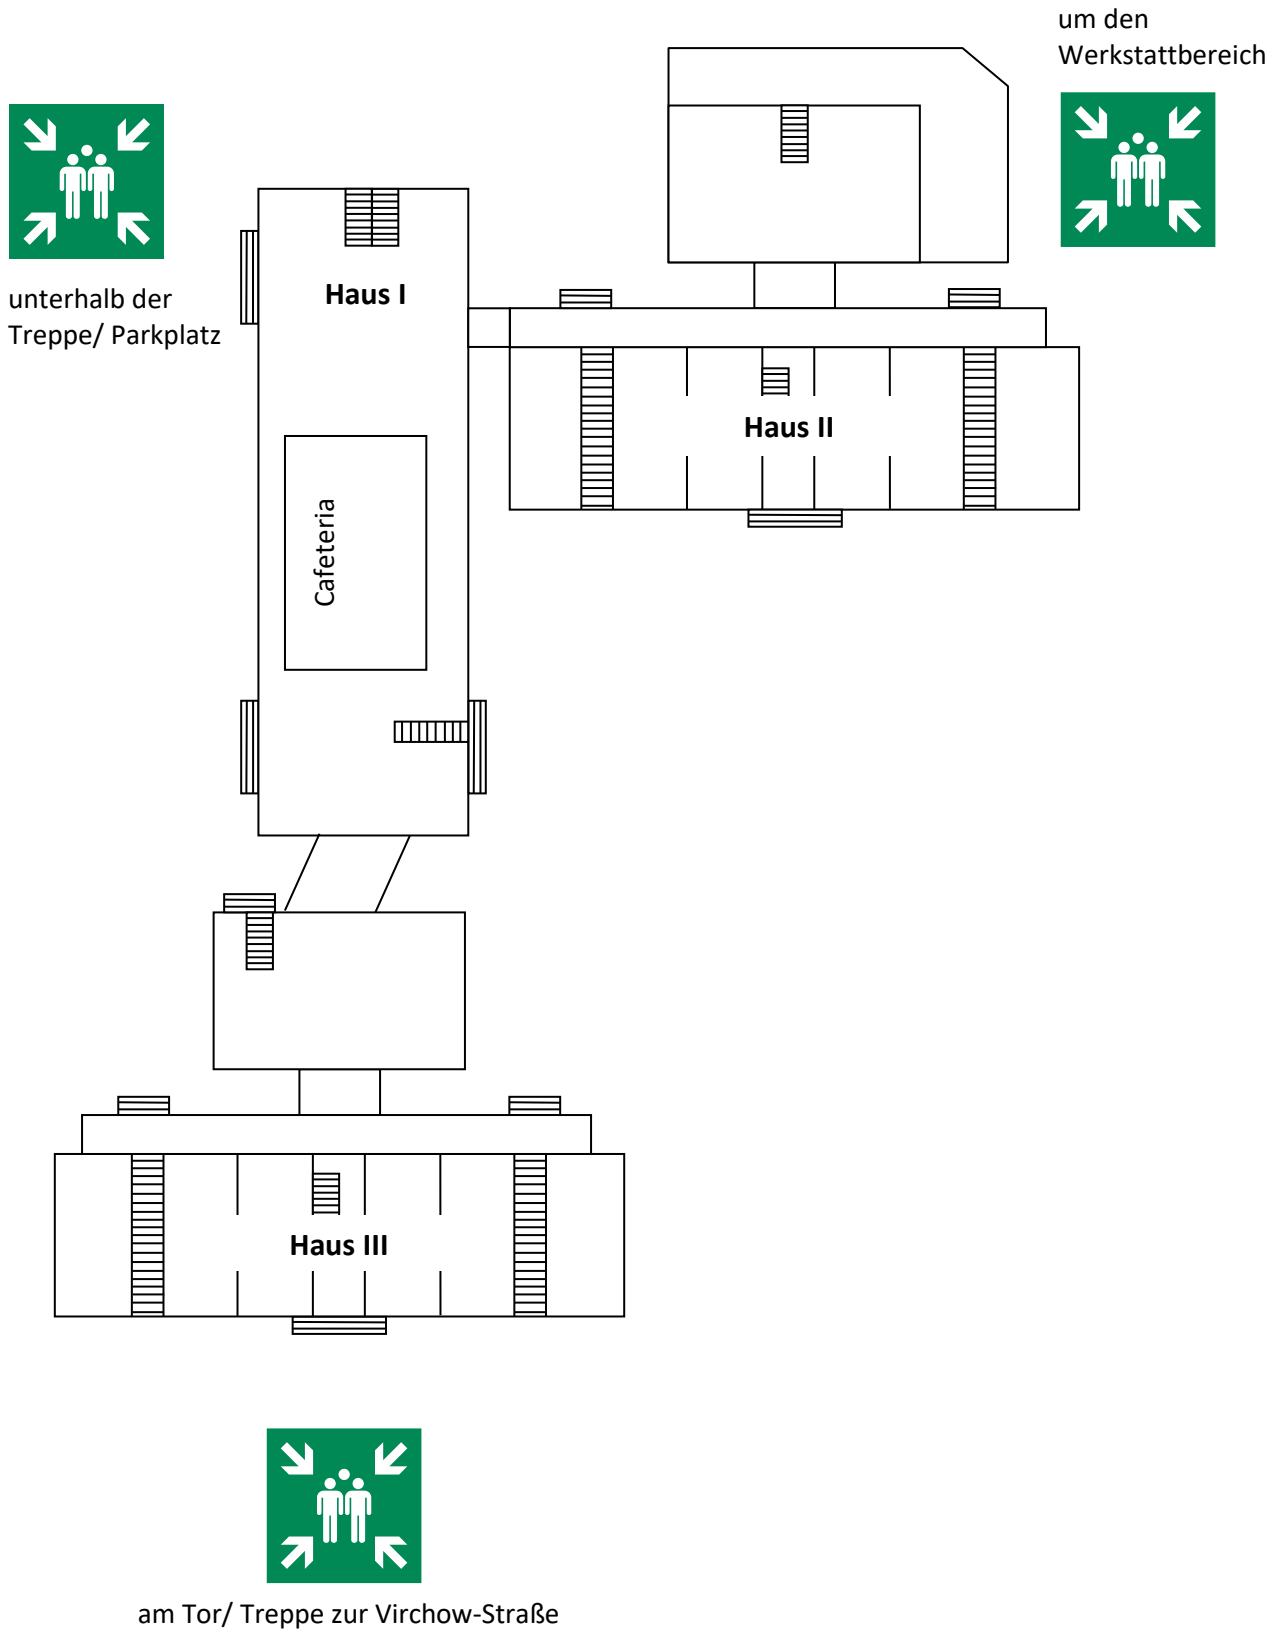 um den
Werkstattbereich
unterhalb der
Treppe/ Parkplatz
Haus I
Haus II
Cafeteria
Haus III
am Tor/ Treppe zur Virchow-Straße